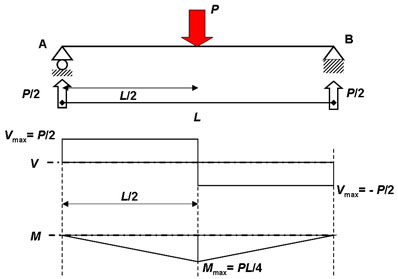 P
A
B
P/2
L/2
P/2
L
Vmax= P/2
V
Vmax= - P/2
L/2
M
Mmax= PL/4